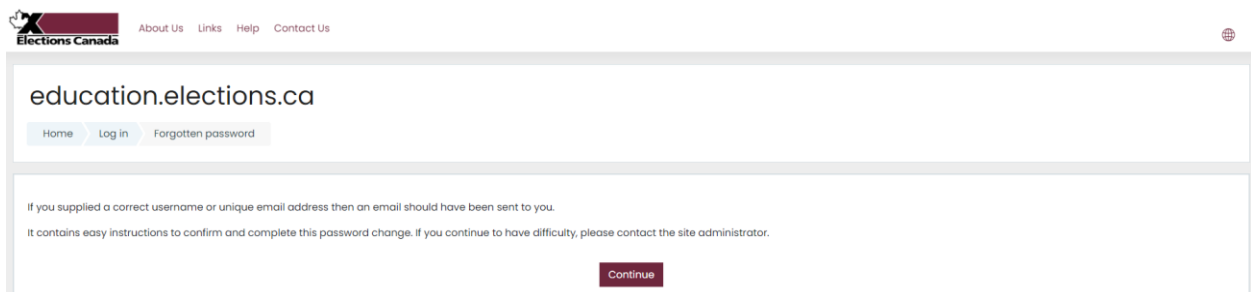 Elections Canada
About Us Links Help Contact Us
education.elections.ca
Home Log in Forgotten password
If you supplied a correct username or unique email address then an email should have been sent to you.
It contains easy instructions to confirm and complete this password change. If you continue to have difficulty, please contact the site administrator.
Continue